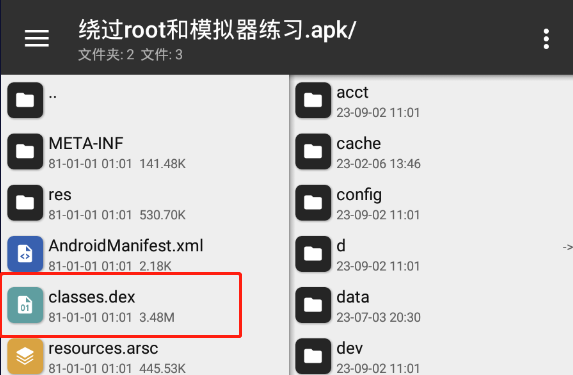 绕过root和模拟器练习.apk/
文件夹: 2 文件: 3
..
META-INF
81-01-01 01:01 141.48K
res
81-01-01 01:01 530.70K
AndroidManifest.xml
81-01-01 01:01 2.18K
classes.dex
81-01-01 01:01 3.48M
resources.arsc
81-01-01 01:01 445.53K
acct
23-09-02 11:01
cache
23-02-06 13:46
config
23-09-02 11:01
d
->
23-09-02 11:01
data
23-07-03 20:30
dev
23-09-02 11:01